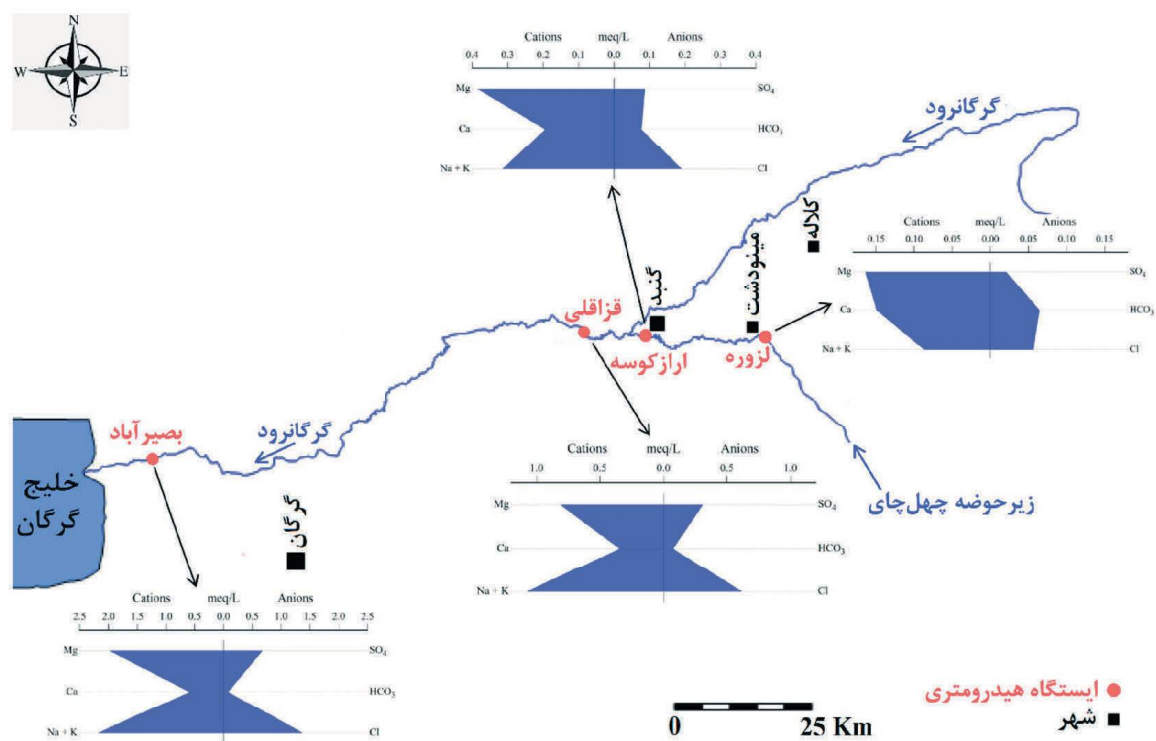 N
W E
S
Cations meq/L Anions
0.4 0.3 0.2 0.1 0.0 0.1 0.2 0.3 0.4
Mg SO₄
Ca HCO₃
Na + K Cl
گرگانرود
کلاله
مینودشت
گنبد
Cations meq/L Anions
0.15 0.10 0.05 0.00 0.05 0.10 0.15
Mg SO₄
Ca HCO₃
Na + K Cl
قزاقلی
ارازکوسه
لزوره
بصیرآباد
گرگانرود
خلیج
گرگان
گرگان
زیرحوضه چهل‌چای
Cations meq/L Anions
1.0 0.5 0.0 0.5 1.0
Mg SO₄
Ca HCO₃
Na + K Cl
Cations meq/L Anions
2.5 2.0 1.5 1.0 0.5 0.0 0.5 1.0 1.5 2.0 2.5
Mg SO₄
Ca HCO₃
Na + K Cl
0 25 Km
ایستگاه هیدرومتری
شهر